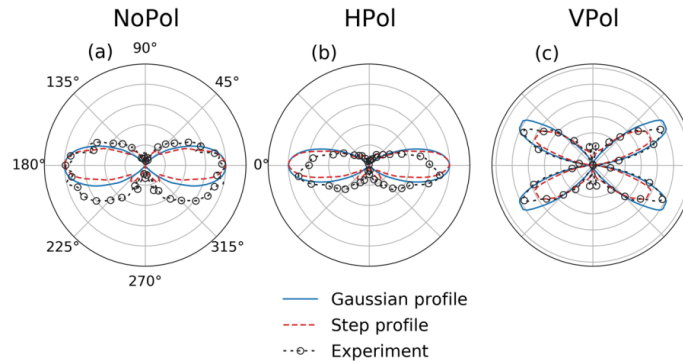 NoPol HPol VPol
(a) (b) (c)
90°
135° 45°
180° 0°
225° 315°
270°
Gaussian profile
Step profile
Experiment